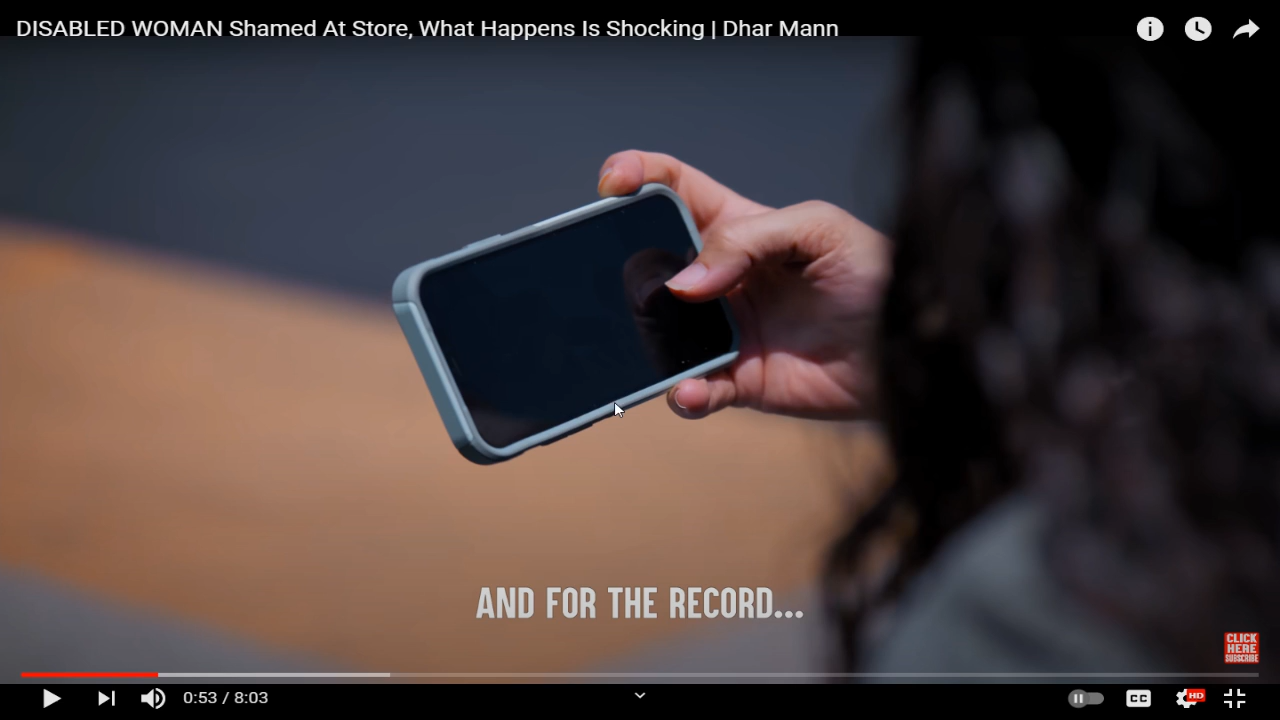 DISABLED WOMAN Shamed At Store, What Happens Is Shocking | Dhar Mann
AND FOR THE RECORD...
CLICK
HERE
SUBSCRIBE
0:53 / 8:03
CC
HD